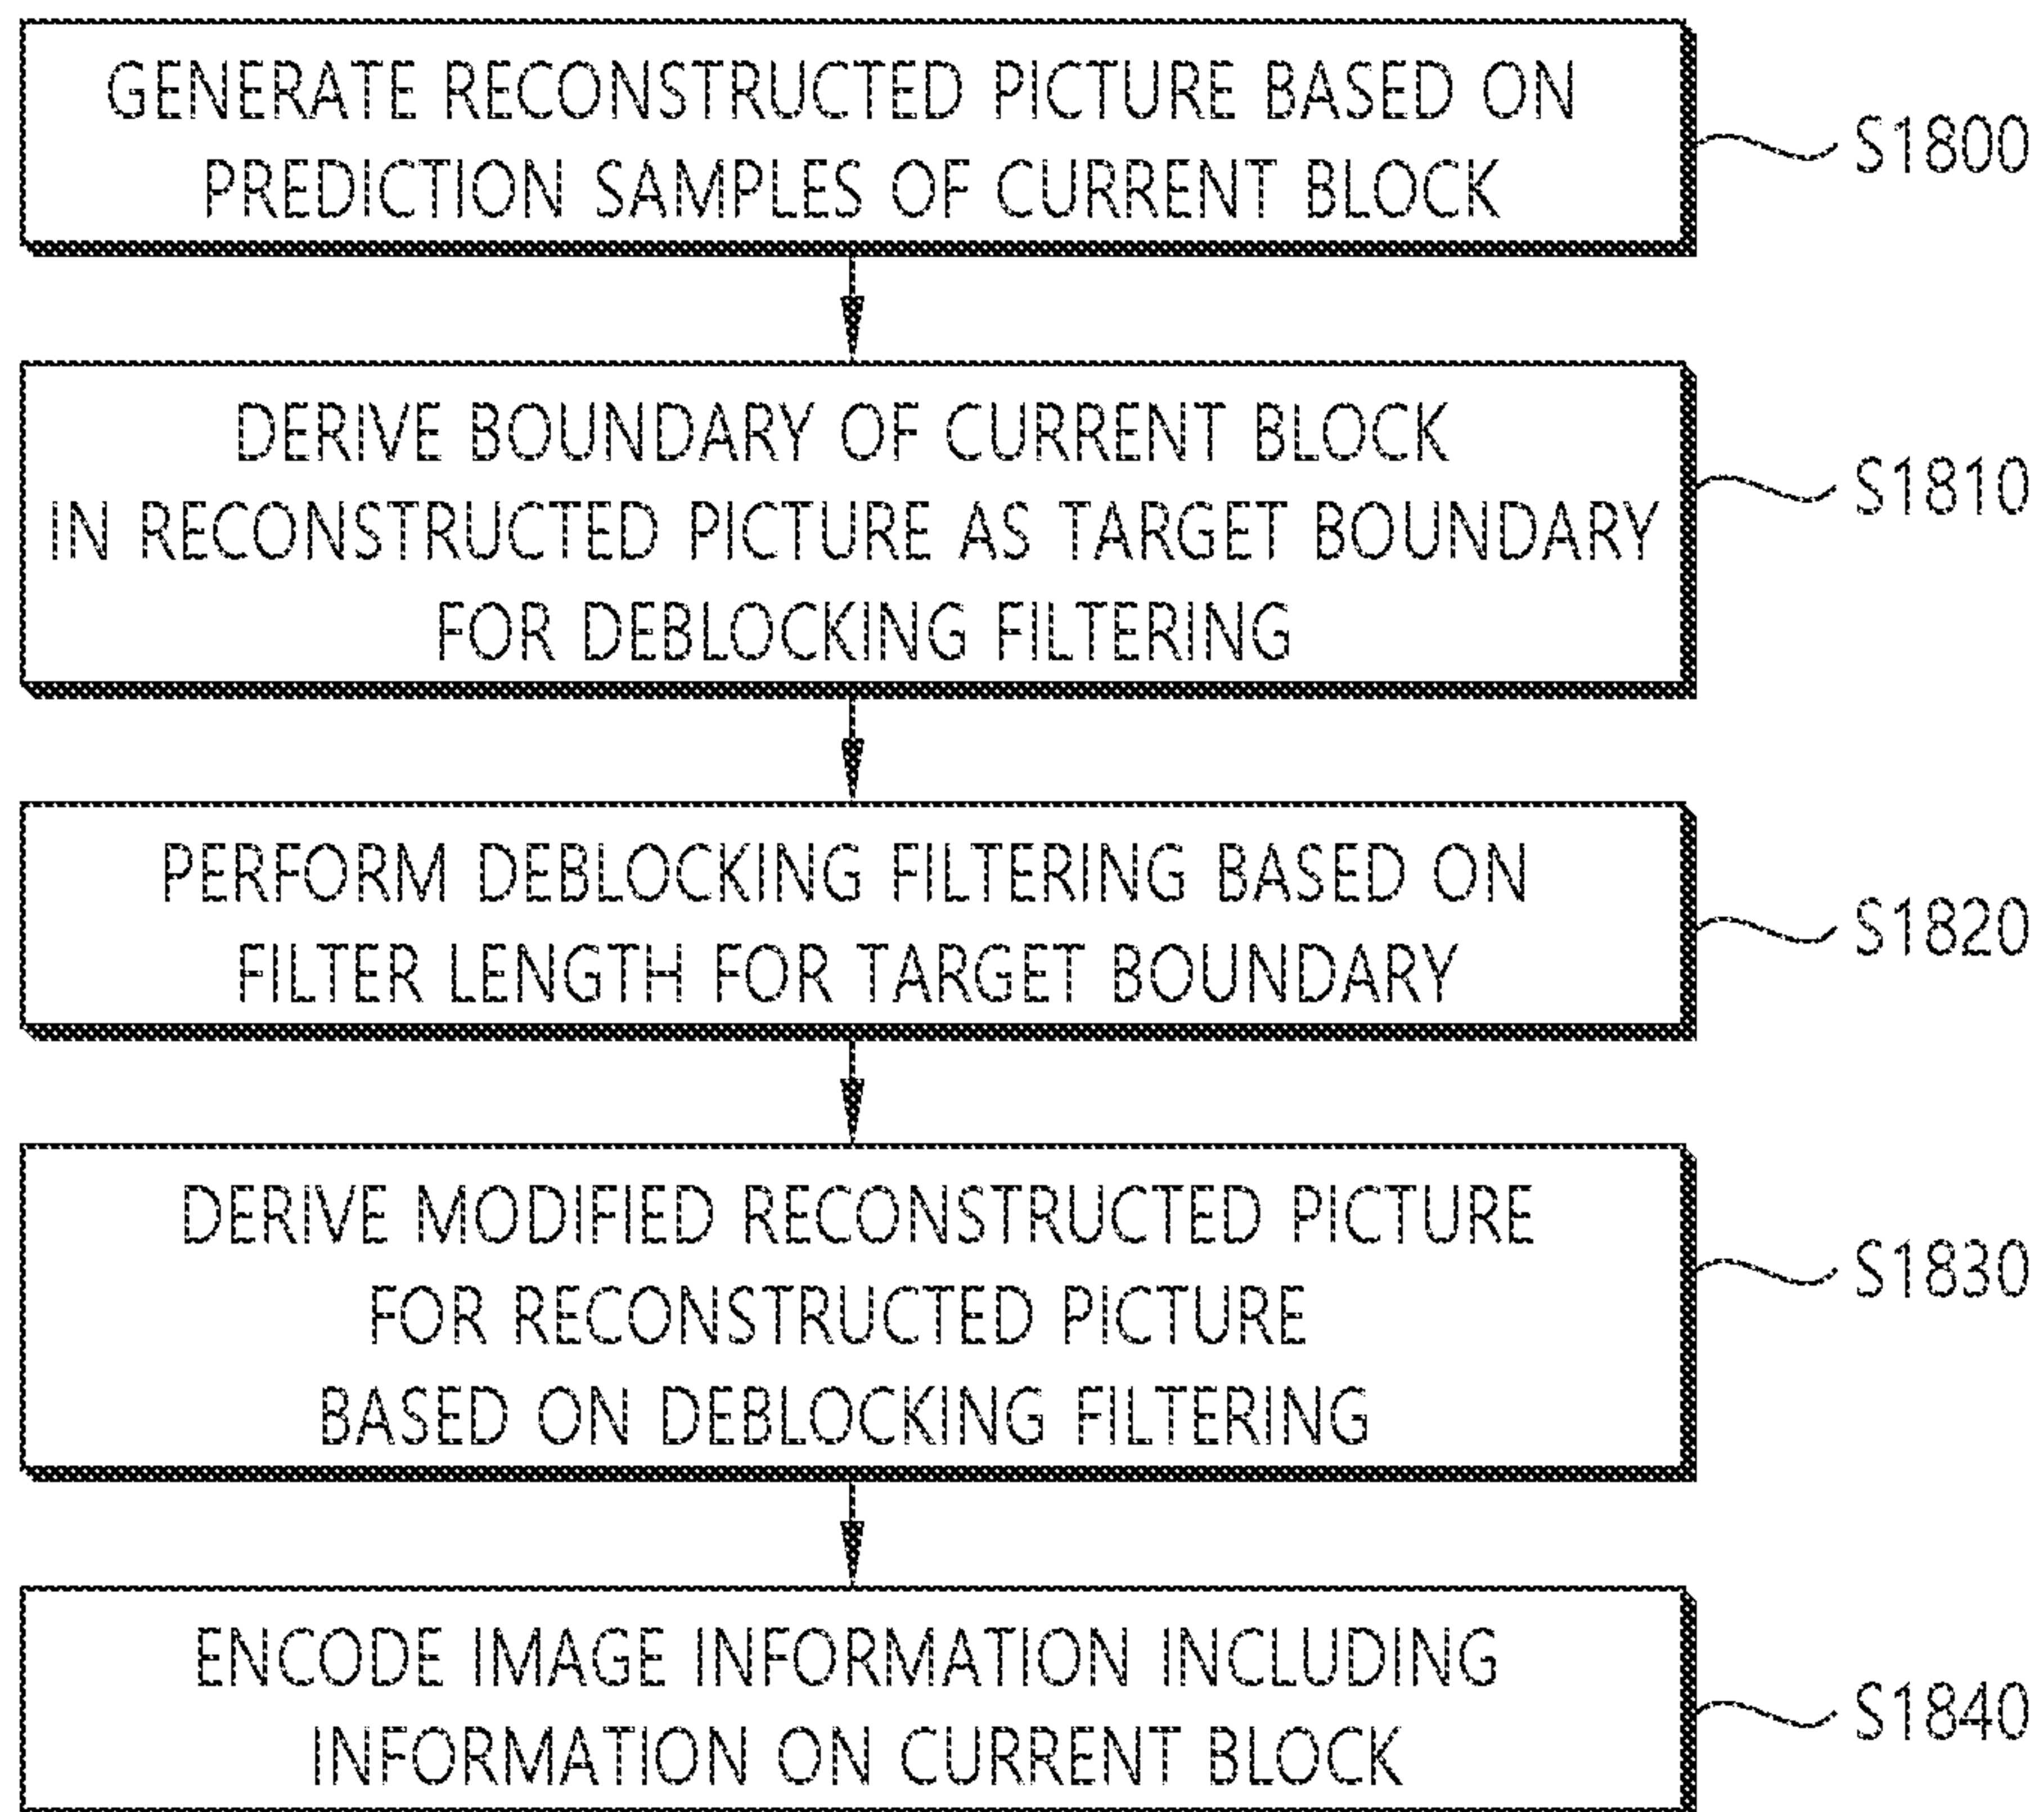 GENERATE RECONSTRUCTED PICTURE BASED ON
PREDICTION SAMPLES OF CURRENT BLOCK
S1800
DERIVE BOUNDARY OF CURRENT BLOCK
IN RECONSTRUCTED PICTURE AS TARGET BOUNDARY
FOR DEBLOCKING FILTERING
S1810
PERFORM DEBLOCKING FILTERING BASED ON
FILTER LENGTH FOR TARGET BOUNDARY
S1820
DERIVE MODIFIED RECONSTRUCTED PICTURE
FOR RECONSTRUCTED PICTURE
BASED ON DEBLOCKING FILTERING
S1830
ENCODE IMAGE INFORMATION INCLUDING
INFORMATION ON CURRENT BLOCK
S1840